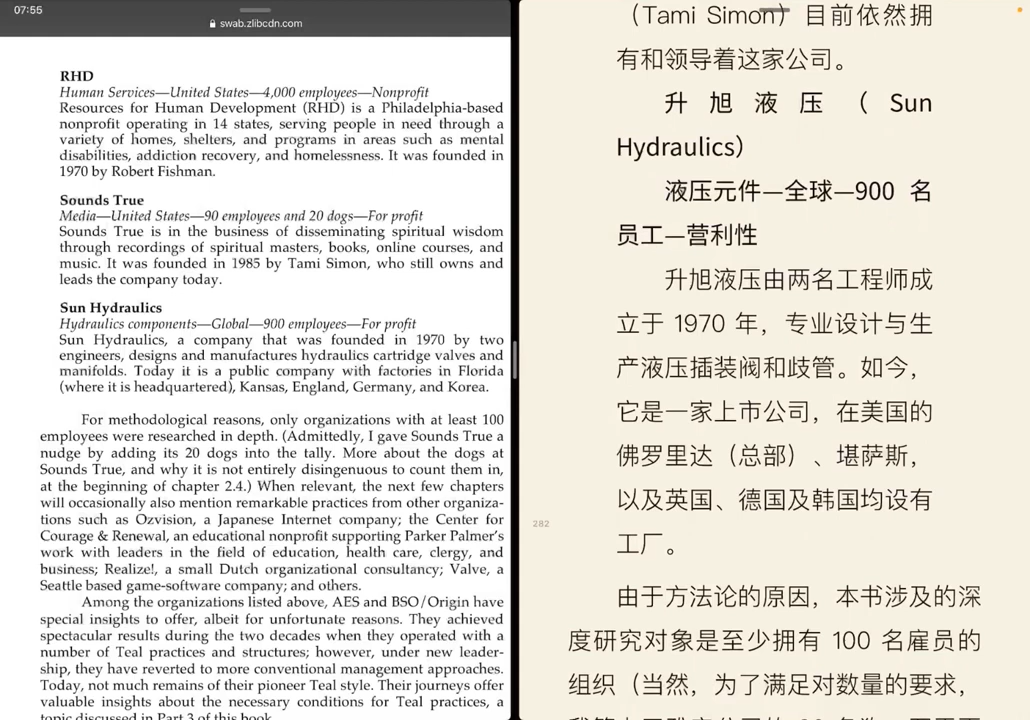 07:55
swab.zlibcdn.com
RHD
Human Services—United States—4,000 employees—Nonprofit
Resources for Human Development (RHD) is a Philadelphia-based
nonprofit operating in 14 states, serving people in need through a
variety of homes, shelters, and programs in areas such as mental
disabilities, addiction recovery, and homelessness. It was founded in
1970 by Robert Fishman.
Sounds True
Media—United States—90 employees and 20 dogs—For profit
Sounds True is in the business of disseminating spiritual wisdom
through recordings of spiritual masters, books, online courses, and
music. It was founded in 1985 by Tami Simon, who still owns and
leads the company today.
Sun Hydraulics
Hydraulics components—Global—900 employees—For profit
Sun Hydraulics, a company that was founded in 1970 by two
engineers, designs and manufactures hydraulics cartridge valves and
manifolds. Today it is a public company with factories in Florida
(where it is headquartered), Kansas, England, Germany, and Korea.
For methodological reasons, only organizations with at least 100
employees were researched in depth. (Admittedly, I gave Sounds True a
nudge by adding its 20 dogs into the tally. More about the dogs at
Sounds True, and why it is not entirely disingenuous to count them in,
at the beginning of chapter 2.4.) When relevant, the next few chapters
will occasionally also mention remarkable practices from other organiza-
tions such as Ozvision, a Japanese Internet company; the Center for
Courage & Renewal, an educational nonprofit supporting Parker Palmer's
work with leaders in the field of education, health care, clergy, and
business; Realize!, a small Dutch organizational consultancy; Valve, a
Seattle based game-software company; and others.
Among the organizations listed above, AES and BSO/Origin have
special insights to offer, albeit for unfortunate reasons. They achieved
spectacular results during the two decades when they operated with a
number of Teal practices and structures; however, under new leader-
ship, they have reverted to more conventional management approaches.
Today, not much remains of their pioneer Teal style. Their journeys offer
valuable insights about the necessary conditions for Teal practices, a
topic discussed in Part 3 of this book.
（Tami Simon）目前依然拥
有和领导着这家公司。
升旭液压（Sun
Hydraulics）
液压元件—全球—900 名
员工—营利性
升旭液压由两名工程师成
立于 1970 年，专业设计与生
产液压插装阀和歧管。如今，
它是一家上市公司，在美国的
佛罗里达（总部）、堪萨斯，
以及英国、德国及韩国均设有
工厂。
282
由于方法论的原因，本书涉及的深
度研究对象是至少拥有 100 名雇员的
组织（当然，为了满足对数量的要求，